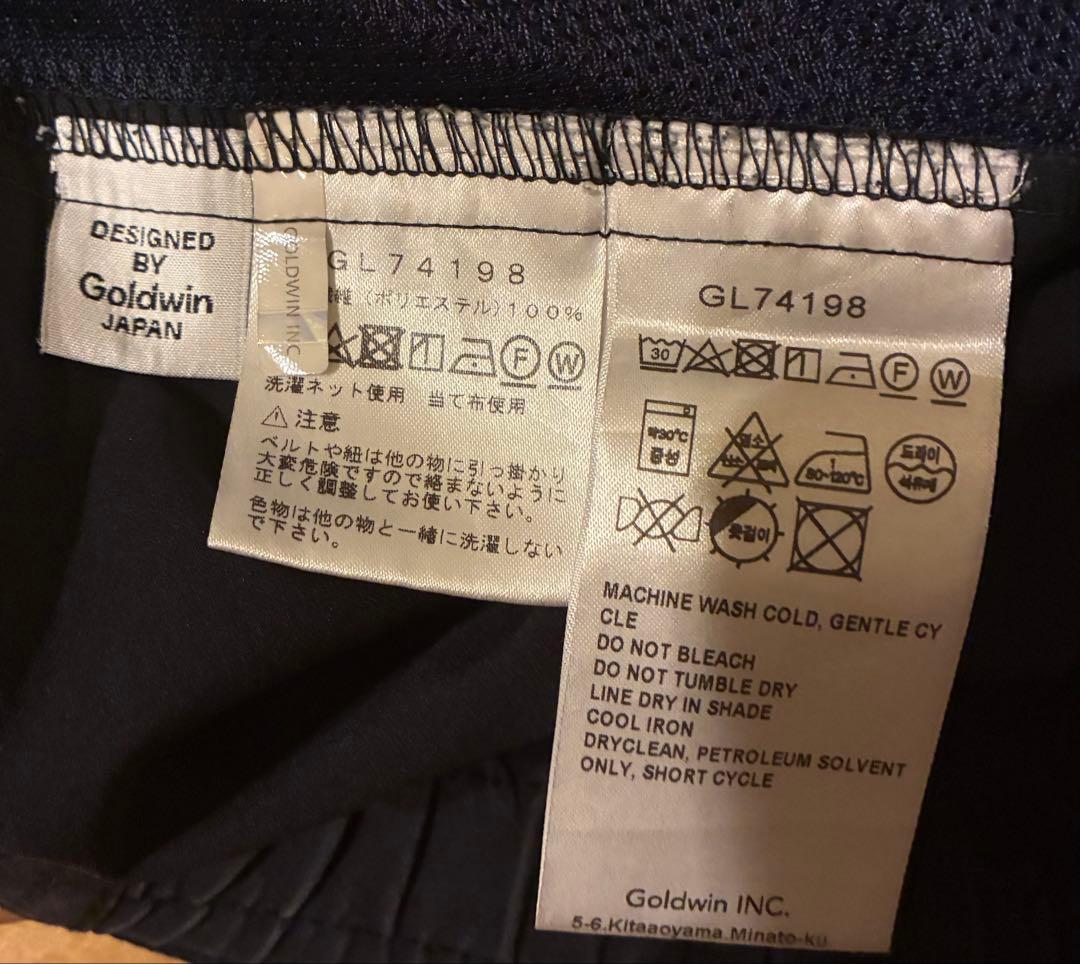 DESIGNED
BY
Goldwin
JAPAN
GOLDWIN INC
GL74198
維 (ポリエステル)100%
F W
洗濯ネット使用 当て布使用
注意
ベルトや紐は他の物に引っ掛かり
大変危険ですので絡まないように
正しく調整してお使い下さい。
色物は他の物と一緒に洗濯しない
で下さい。
GL74198
30 F W
약30℃
중성
염소
80~120℃
드라이
석유계
옷걸이
MACHINE WASH COLD, GENTLE CY
CLE
DO NOT BLEACH
DO NOT TUMBLE DRY
LINE DRY IN SHADE
COOL IRON
DRYCLEAN, PETROLEUM SOLVENT
ONLY, SHORT CYCLE
Goldwin INC.
5-6,Kitaaoyama,Minato-ku